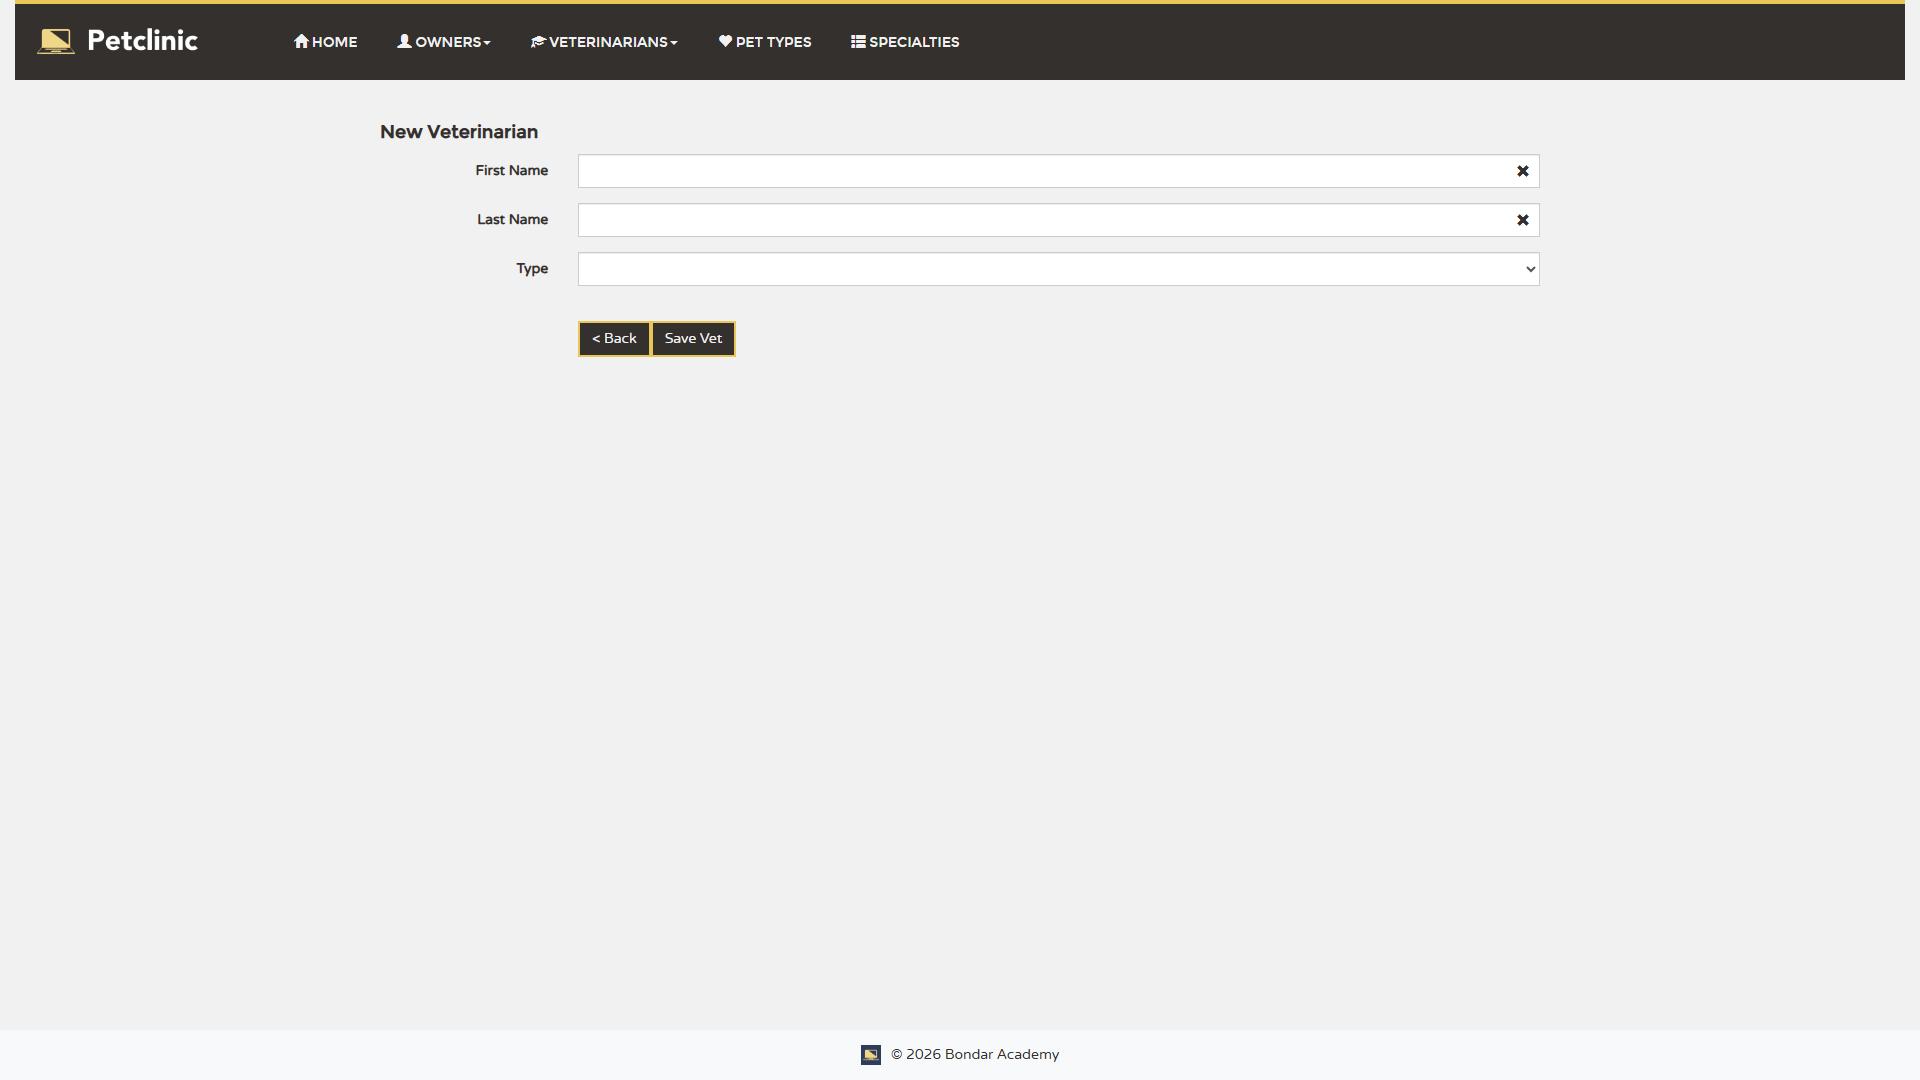 Petclinic
HOME
OWNERS
VETERINARIANS
PET TYPES
SPECIALTIES
New Veterinarian
First Name
Last Name
Type
< Back
Save Vet
© 2026 Bondar Academy